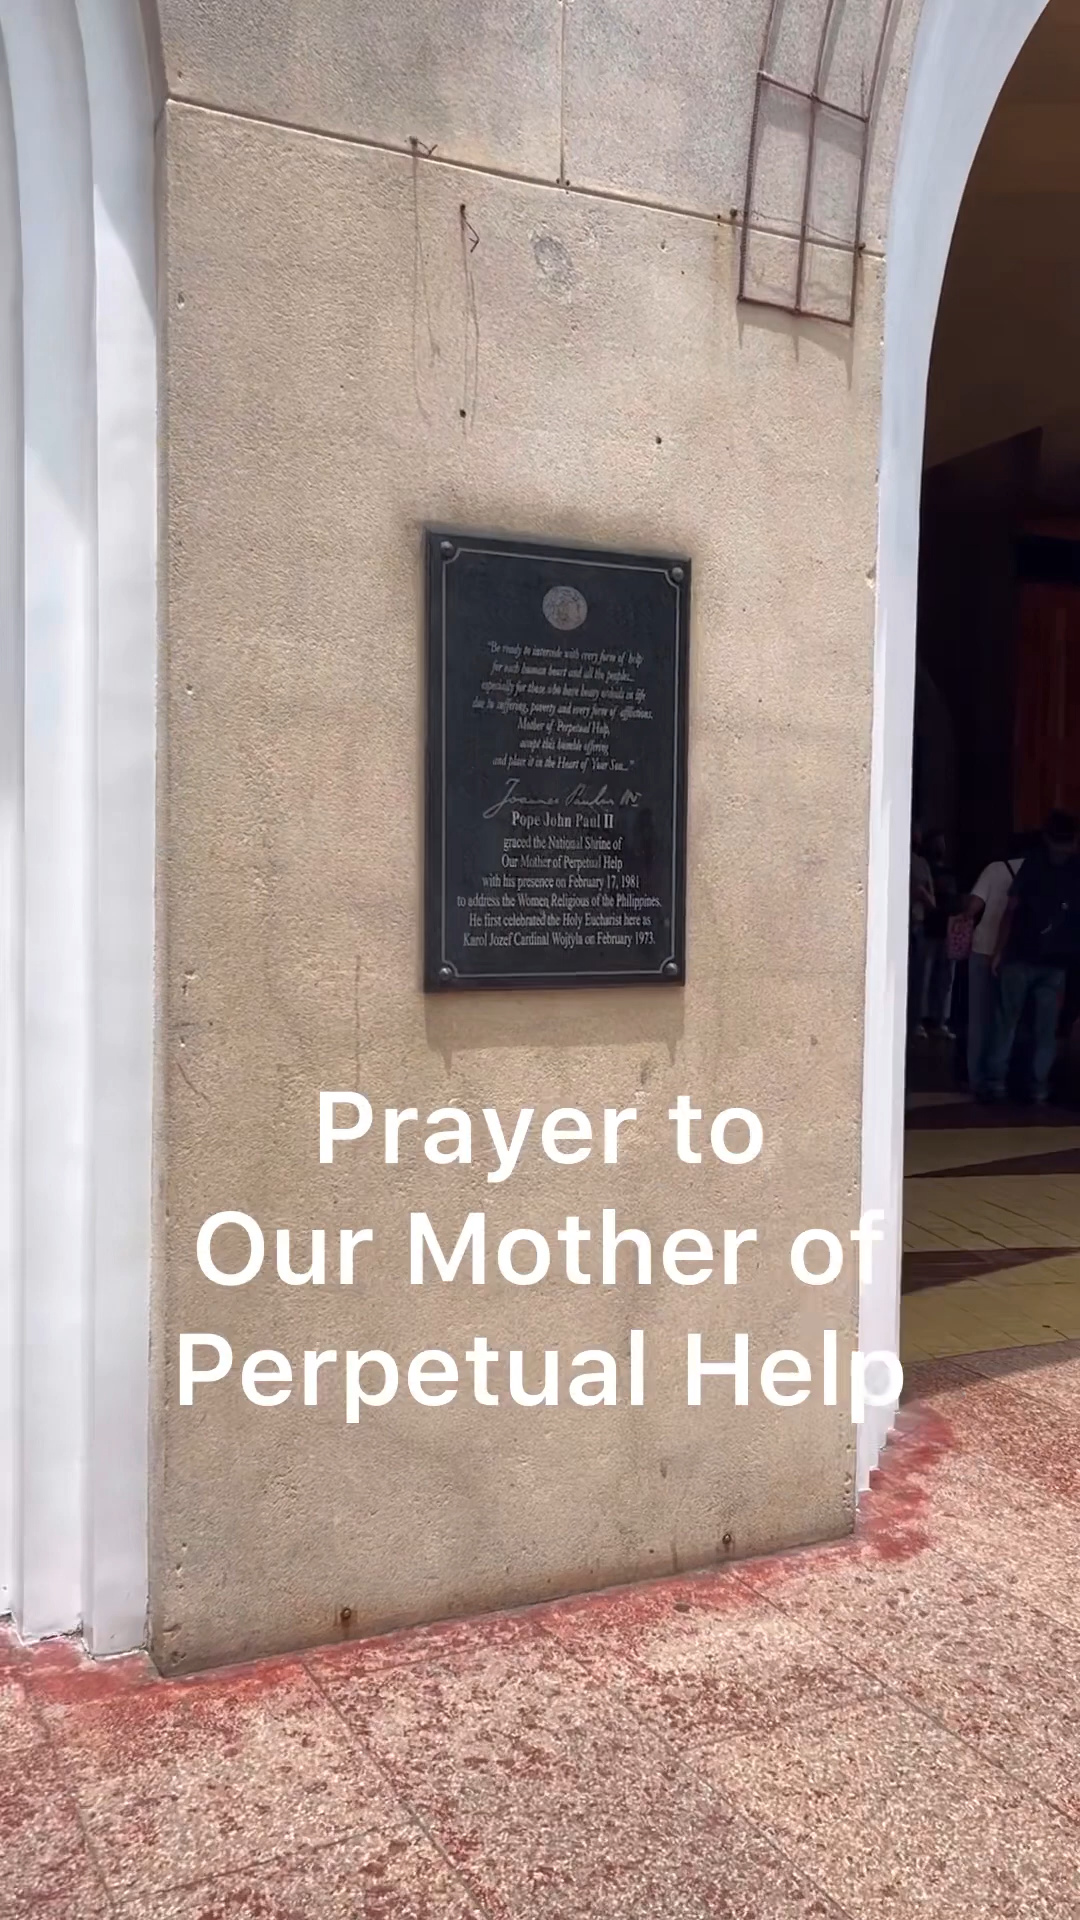 "Be ready to intercede with every form of help
for each human heart and all the peoples...
especially for those who have heavy ordeals in life
due to suffering, poverty and every form of afflictions.
Mother of Perpetual Help,
accept this humble offering
and place it in the Heart of Your Son..."
Joannes Paulus
Pope John Paul II
graced the National Shrine of
Our Mother of Perpetual Help
with his presence on February 17, 1981
to address the Women Religious of the Philippines.
He first celebrated the Holy Eucharist here as
Karol Jozef Cardinal Wojtyla on February 1973.
Prayer to
Our Mother of
Perpetual Help